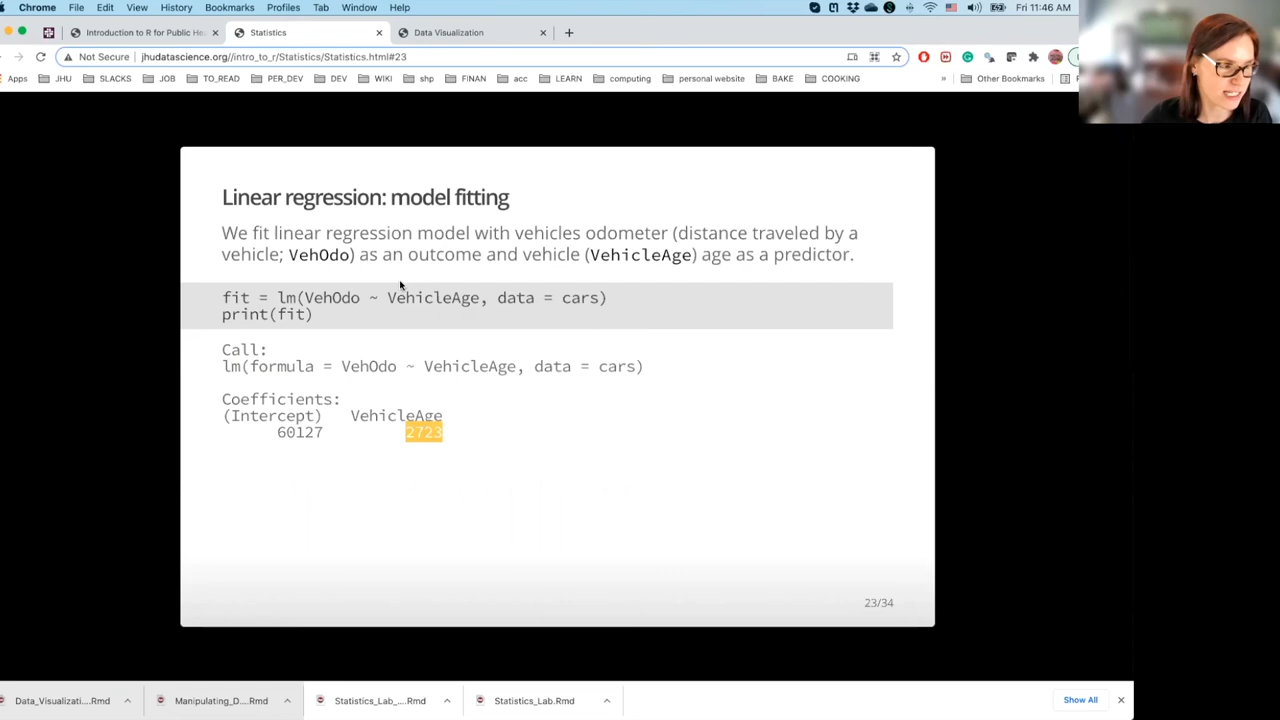 Chrome File Edit View History Bookmarks Profiles Tab Window Help Fri 11:46 AM
Introduction to R for Public He Statistics Data Visualization
Not Secure jhudatascience.org//intro_to_r/Statistics/Statistics.html#23
Apps JHU SLACKS JOB TO_READ PER_DEV DEV WIKI shp FINAN acc LEARN computing personal website BAKE COOKING » Other Bookmarks
Linear regression: model fitting
We fit linear regression model with vehicles odometer (distance traveled by a
vehicle; VehOdo) as an outcome and vehicle (VehicleAge) age as a predictor.
fit = lm(VehOdo ~ VehicleAge, data = cars)
print(fit)
Call:
lm(formula = VehOdo ~ VehicleAge, data = cars)
Coefficients:
(Intercept) VehicleAge
60127 2723
23/34
Data_Visualizati....Rmd Manipulating_D....Rmd Statistics_Lab_....Rmd Statistics_Lab.Rmd Show All